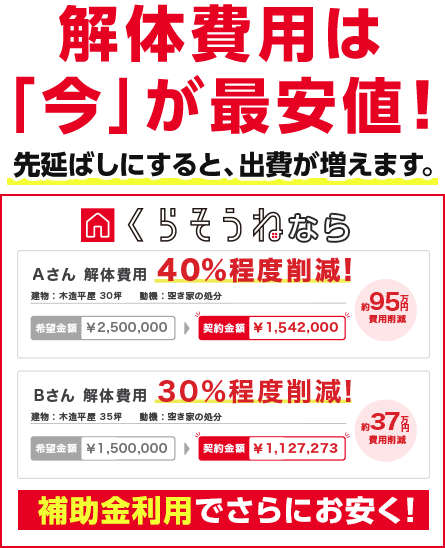 解体費用は
「今」が最安値！
先延ばしにすると、出費が増えます。
くらそうねなら
Aさん 解体費用 40%程度削減！
建物：木造平屋 30坪 動機：空き家の処分
希望金額 ￥2,500,000 契約金額 ￥1,542,000
約95万円
費用削減
Bさん 解体費用 30%程度削減！
建物：木造平屋 35坪 動機：空き家の処分
希望金額 ￥1,500,000 契約金額 ￥1,127,273
約37万円
費用削減
補助金利用でさらにお安く！